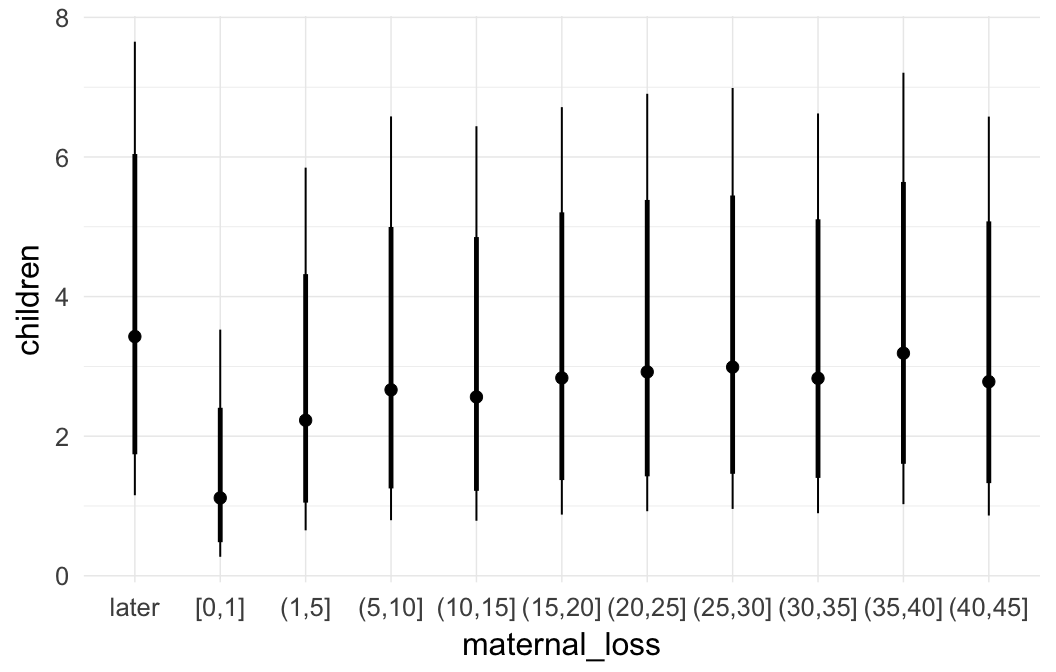 8
6
4
2
0
children
later [0,1] (1,5] (5,10] (10,15] (15,20] (20,25] (25,30] (30,35] (35,40] (40,45]
maternal_loss